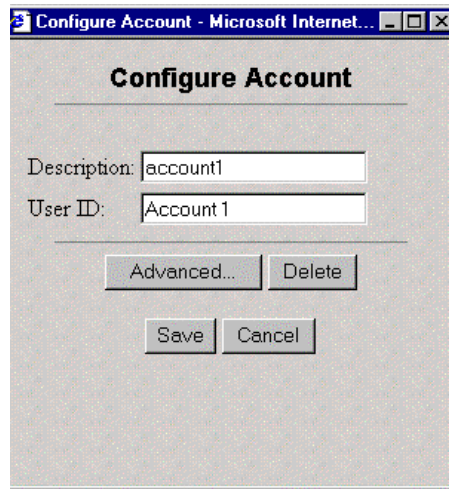 Configure Account - Microsoft Internet...
Configure Account
Description: account1
User ID: Account 1
Advanced... Delete
Save Cancel